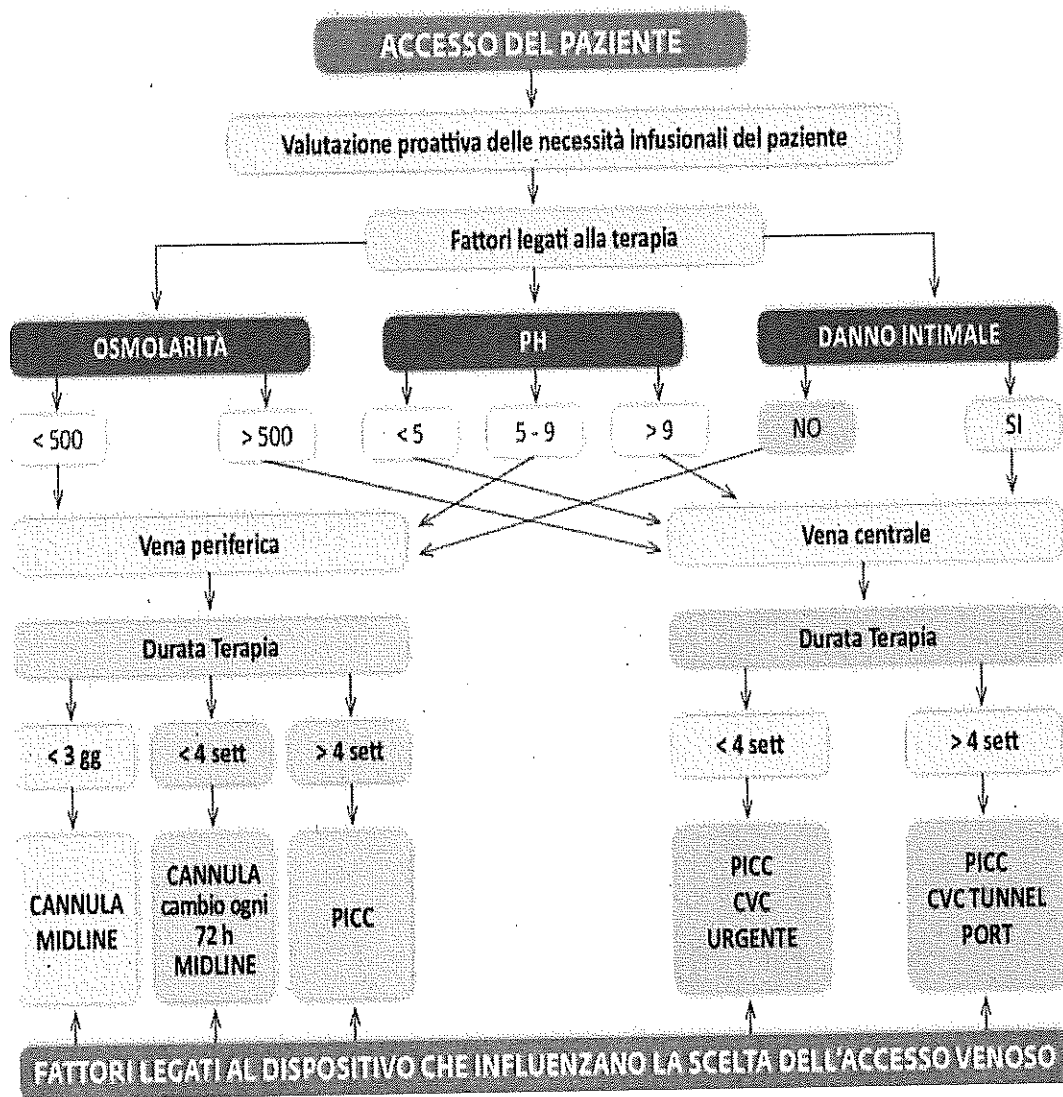 ACCESSO DEL PAZIENTE
Valutazione proattiva delle necessità infusionali del paziente
Fattori legati alla terapia
OSMOLARITÀ
PH
DANNO INTIMALE
< 500
> 500
< 5
5 - 9
> 9
NO
SI
Vena periferica
Vena centrale
Durata Terapia
Durata Terapia
< 3 gg
< 4 sett
> 4 sett
< 4 sett
> 4 sett
CANNULA
MIDLINE
CANNULA
cambio ogni
72 h
MIDLINE
PICC
PICC
CVC
URGENTE
PICC
CVC TUNNEL
PORT
FATTORI LEGATI AL DISPOSITIVO CHE INFLUENZANO LA SCELTA DELL'ACCESSO VENOSO